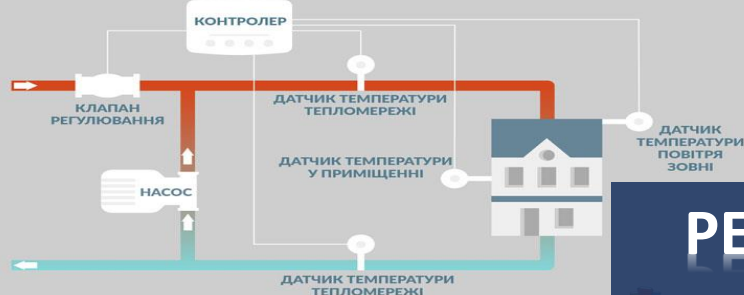 КОНТРОЛЕР
КЛАПАН
РЕГУЛЮВАННЯ
ДАТЧИК ТЕМПЕРАТУРИ
ТЕПЛОМЕРЕЖІ
ДАТЧИК
ТЕМПЕРАТУРИ
ПОВІТРЯ
ЗОВНІ
ДАТЧИК ТЕМПЕРАТУРИ
У ПРИМІЩЕННІ
НАСОС
РЕ
ДАТЧИК ТЕМПЕРАТУРИ
ТЕПЛОМЕРЕЖІ